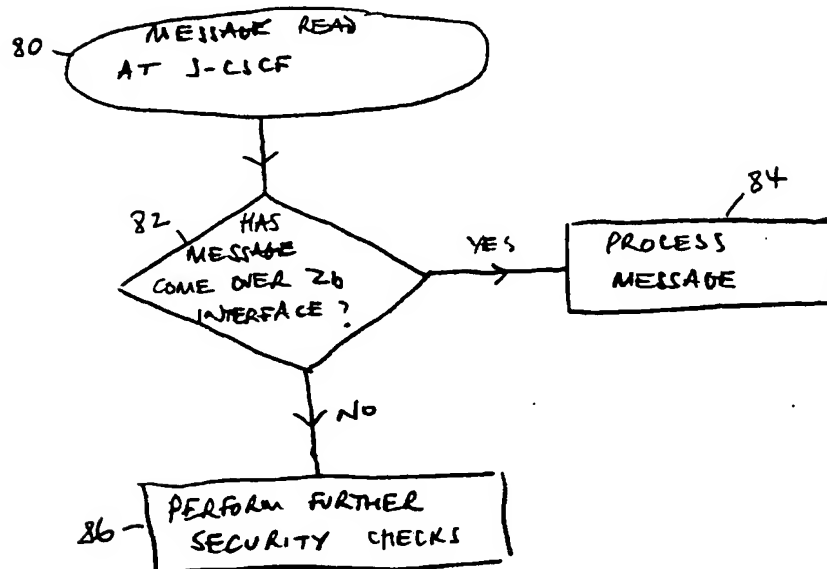 80
MESSAGE READ
AT S-CSCF
82
HAS
MESSAGE
COME OVER Zb
INTERFACE?
YES
84
PROCESS
MESSAGE
NO
86
PERFORM FURTHER
SECURITY CHECKS